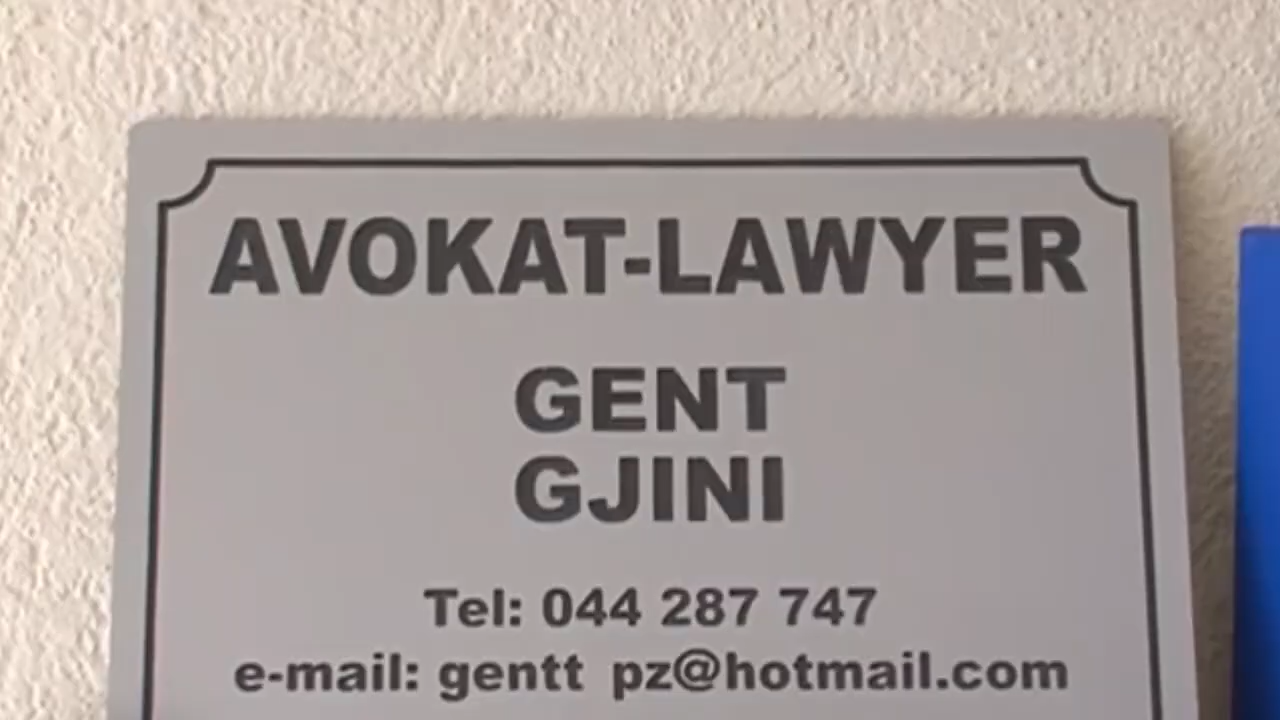 AVOKAT-LAWYER
GENT
GJINI
Tel: 044 287 747
e-mail: gentt pz@hotmail.com